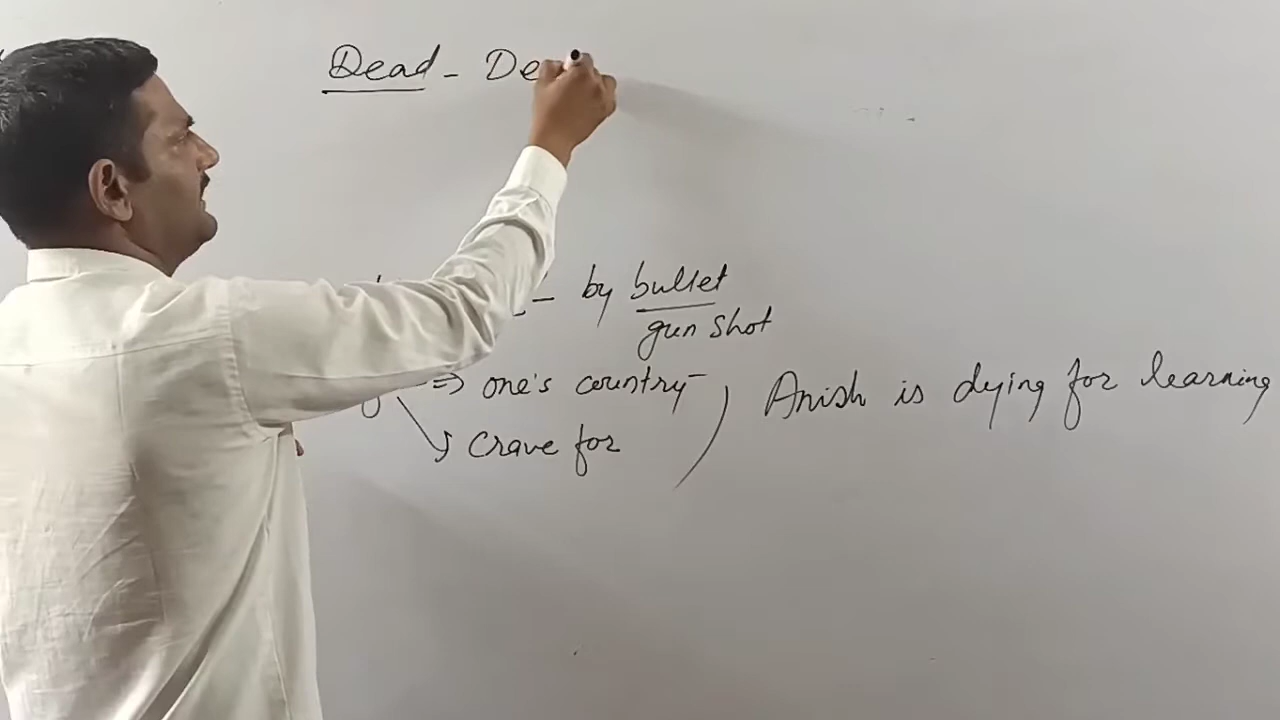 Dead - De
- by bullet
gun shot
⇒ one's country -
↘ Crave for
Anish is dying for learning